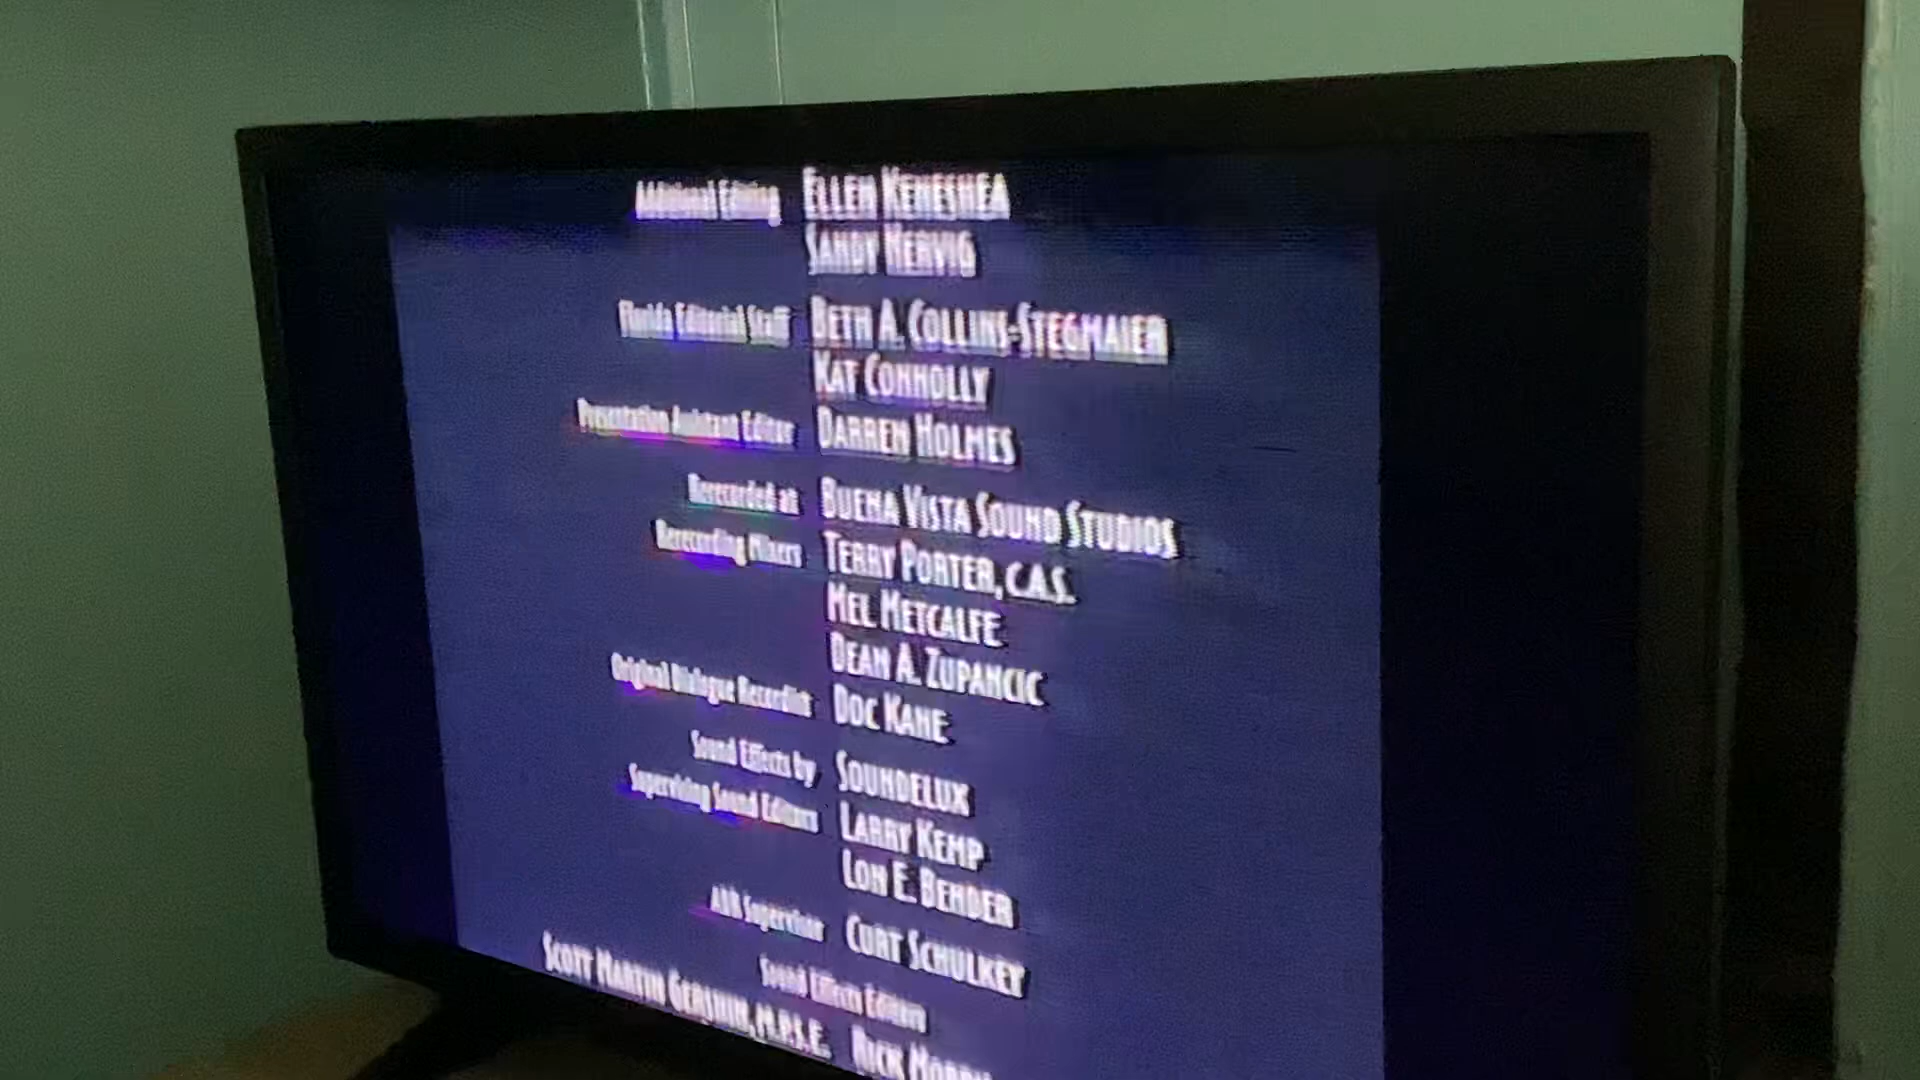 Additional Editing ELLEN KENESHEA
SANDY NERVIG
Florida Editorial Staff BETH A. COLLINS-STEGMAIER
KAT CONNOLLY
Presentation Assistant Editor DARREN HOLMES
Rerecorded at BUENA VISTA SOUND STUDIOS
Rerecording Mixers TERRY PORTER, C.A.S.
MEL METCALFE
DEAN A. ZUPANCIC
Original Dialogue Recordist DOC KANE
Sound Effects by SOUNDELUX
Supervising Sound Editors LARRY KEMP
LON E. BENDER
ADR Supervisor CURT SCHULKEY
Sound Effects Editors
SCOTT MARTIN GERSHIN, M.P.S.E. RICK